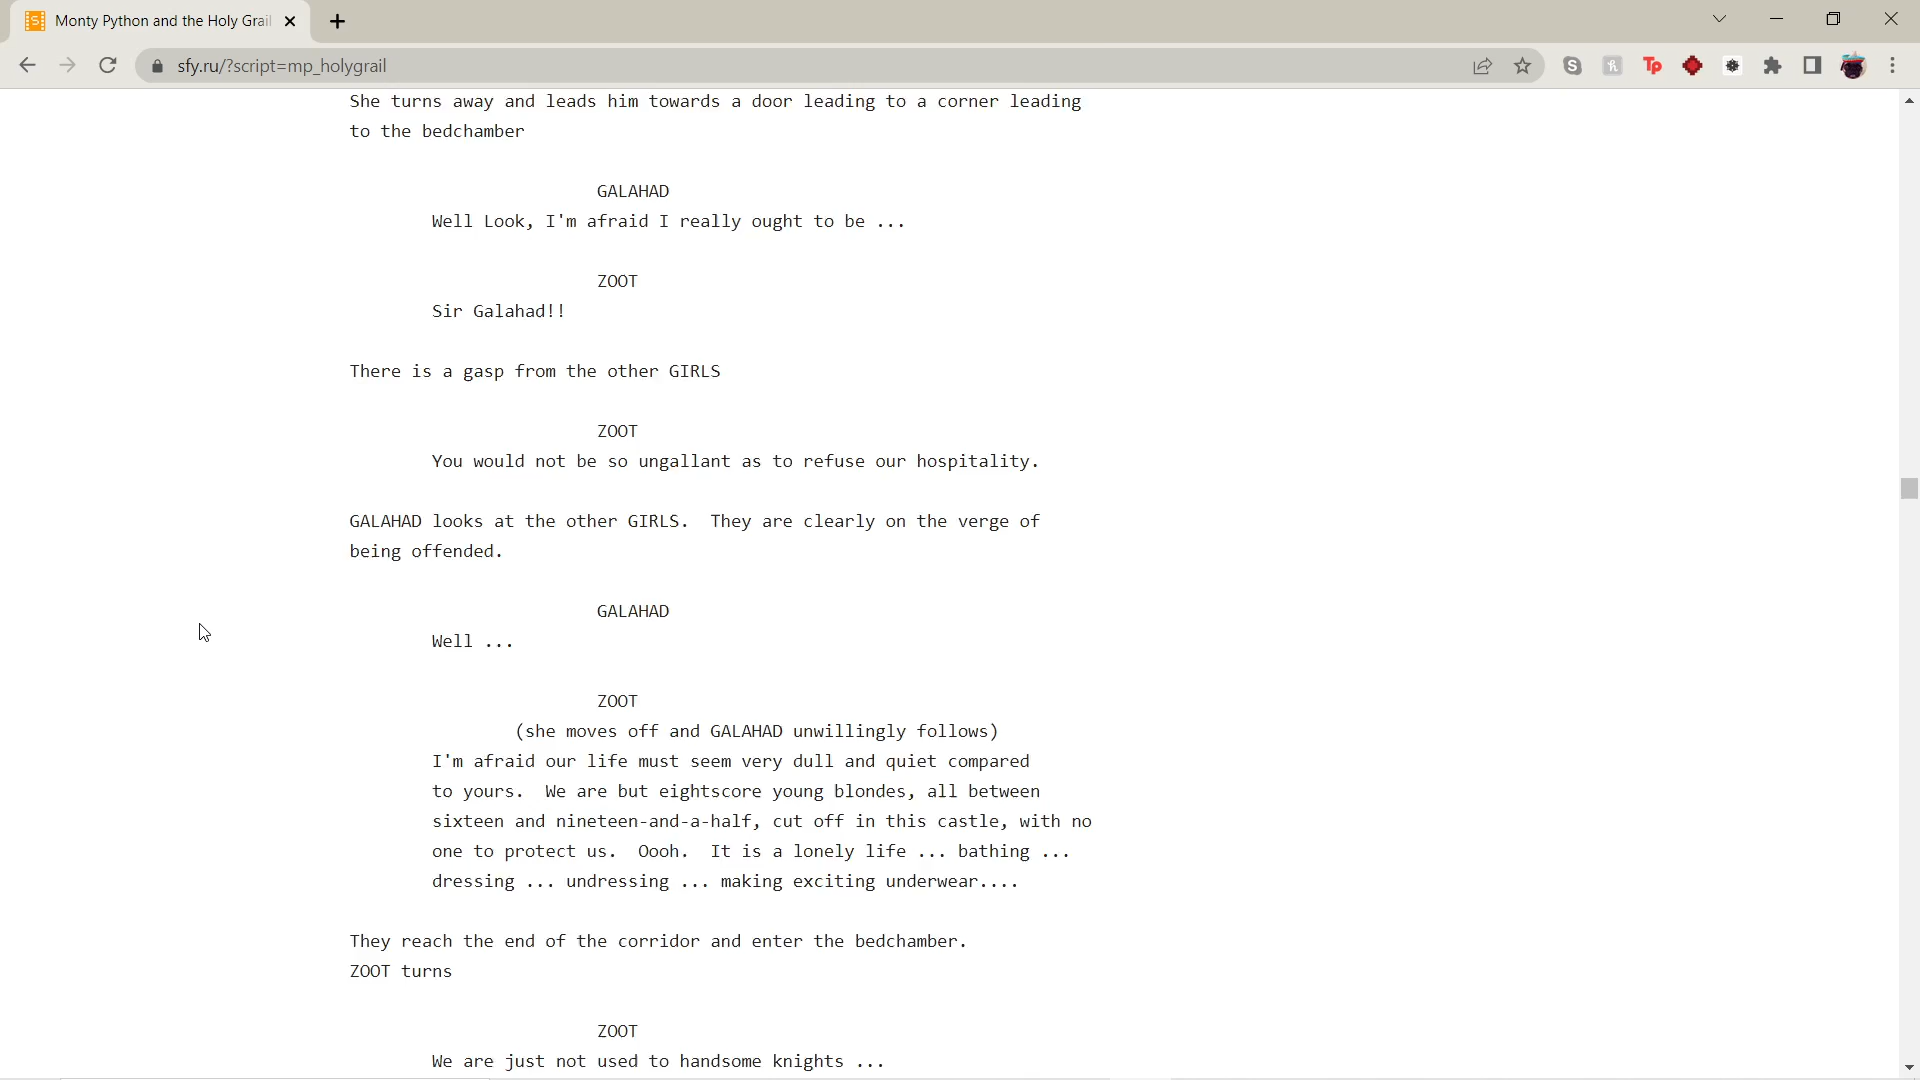 Monty Python and the Holy Grail
sfy.ru/?script=mp_holygrail
She turns away and leads him towards a door leading to a corner leading
to the bedchamber
GALAHAD
Well Look, I'm afraid I really ought to be ...
ZOOT
Sir Galahad!!
There is a gasp from the other GIRLS
ZOOT
You would not be so ungallant as to refuse our hospitality.
GALAHAD looks at the other GIRLS.  They are clearly on the verge of
being offended.
GALAHAD
Well ...
ZOOT
(she moves off and GALAHAD unwillingly follows)
I'm afraid our life must seem very dull and quiet compared
to yours.  We are but eightscore young blondes, all between
sixteen and nineteen-and-a-half, cut off in this castle, with no
one to protect us.  Oooh.  It is a lonely life ... bathing ...
dressing ... undressing ... making exciting underwear....
They reach the end of the corridor and enter the bedchamber.
ZOOT turns
ZOOT
We are just not used to handsome knights ...